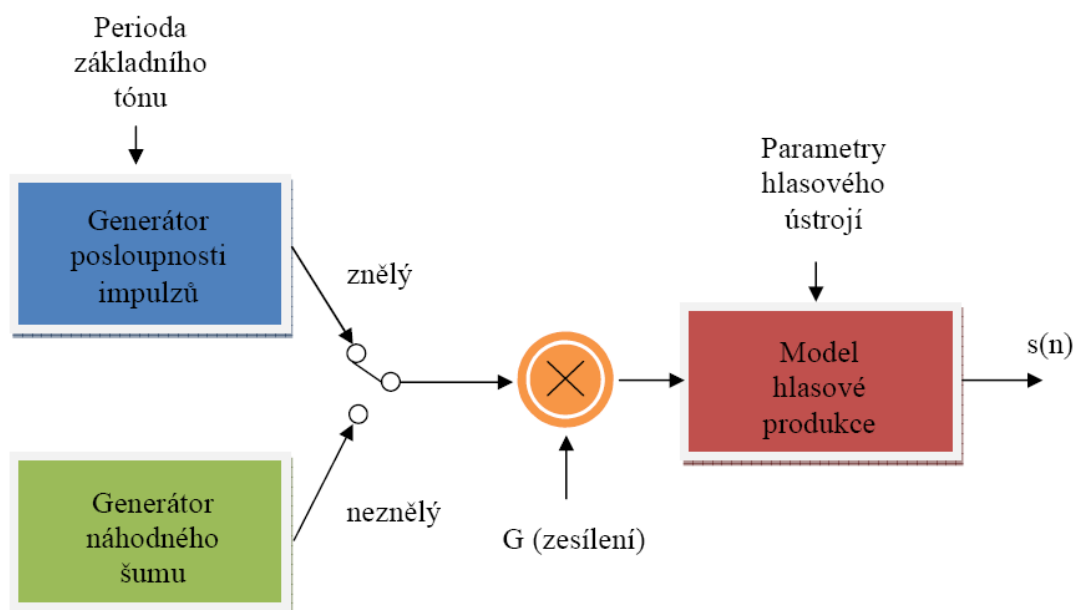 Perioda
základního
tónu
Generátor
posloupnosti
impulzů
znělý
neznělý
Generátor
náhodného
šumu
G (zesílení)
Parametry
hlasového
ústrojí
Model
hlasové
produkce
s(n)